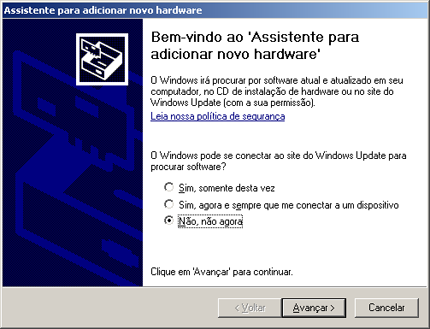 Assistente para adicionar novo hardware
Bem-vindo ao 'Assistente para
adicionar novo hardware'
O Windows irá procurar por software atual e atualizado em seu
computador, no CD de instalação de hardware ou no site do
Windows Update (com a sua permissão).
Leia nossa política de segurança
O Windows pode se conectar ao site do Windows Update para
procurar software?
Sim, somente desta vez
Sim, agora e sempre que me conectar a um dispositivo
Não, não agora
Clique em 'Avançar' para continuar.
< Voltar
Avançar >
Cancelar